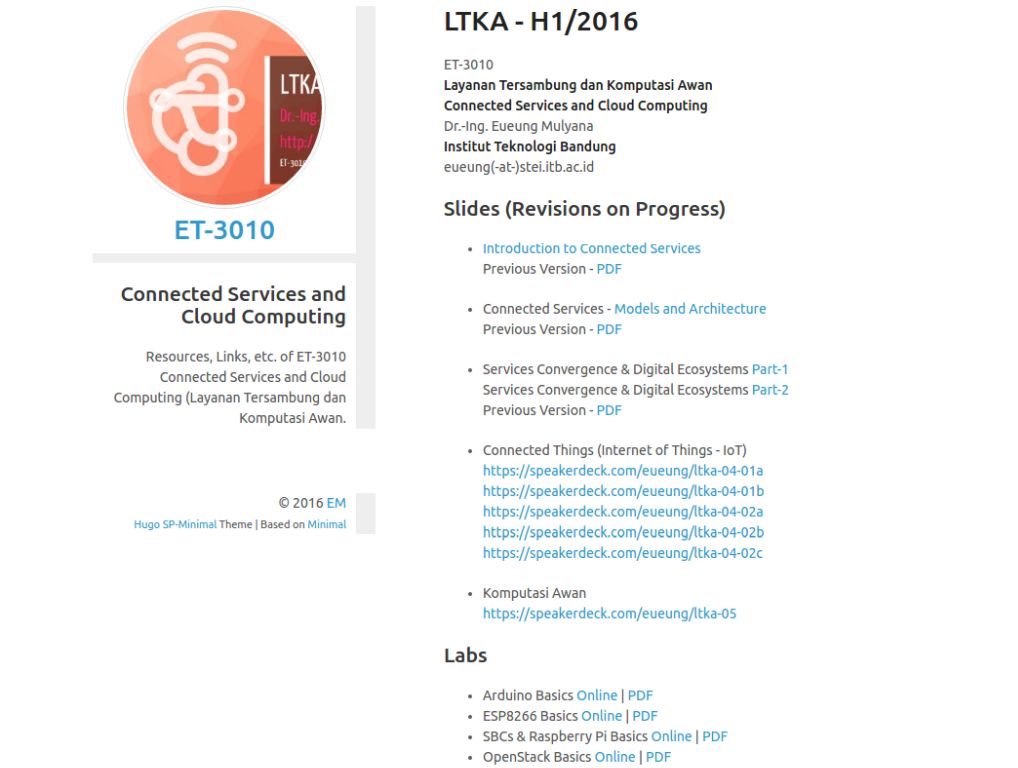 LTKA
Dr.-Ing.
http:/
ET-3010
ET-3010
Connected Services and
Cloud Computing
Resources, Links, etc. of ET-3010
Connected Services and Cloud
Computing (Layanan Tersambung dan
Komputasi Awan.
© 2016 EM
Hugo SP-Minimal Theme | Based on Minimal
LTKA - H1/2016
ET-3010
Layanan Tersambung dan Komputasi Awan
Connected Services and Cloud Computing
Dr.-Ing. Eueung Mulyana
Institut Teknologi Bandung
eueung(-at-)stei.itb.ac.id
Slides (Revisions on Progress)
• Introduction to Connected Services
Previous Version - PDF
• Connected Services - Models and Architecture
Previous Version - PDF
• Services Convergence & Digital Ecosystems Part-1
Services Convergence & Digital Ecosystems Part-2
Previous Version - PDF
• Connected Things (Internet of Things - IoT)
https://speakerdeck.com/eueung/ltka-04-01a
https://speakerdeck.com/eueung/ltka-04-01b
https://speakerdeck.com/eueung/ltka-04-02a
https://speakerdeck.com/eueung/ltka-04-02b
https://speakerdeck.com/eueung/ltka-04-02c
• Komputasi Awan
https://speakerdeck.com/eueung/ltka-05
Labs
• Arduino Basics Online | PDF
• ESP8266 Basics Online | PDF
• SBCs & Raspberry Pi Basics Online | PDF
• OpenStack Basics Online | PDF